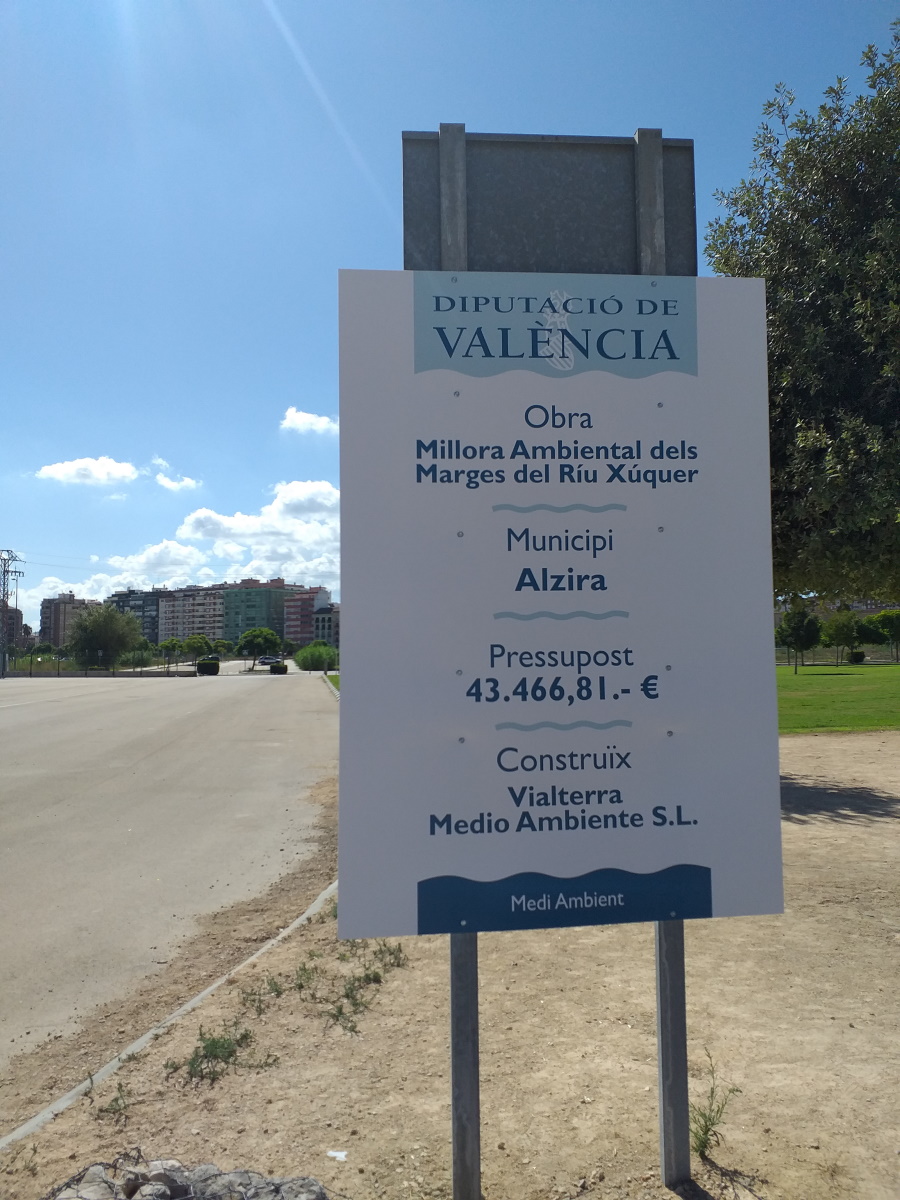 DIPUTACIÓ DE
VALÈNCIA
Obra
Millora Ambiental dels
Marges del Ríu Xúquer
Municipi
Alzira
Pressupost
43.466,81.- €
Construïx
Vialterra
Medio Ambiente S.L.
Medi Ambient